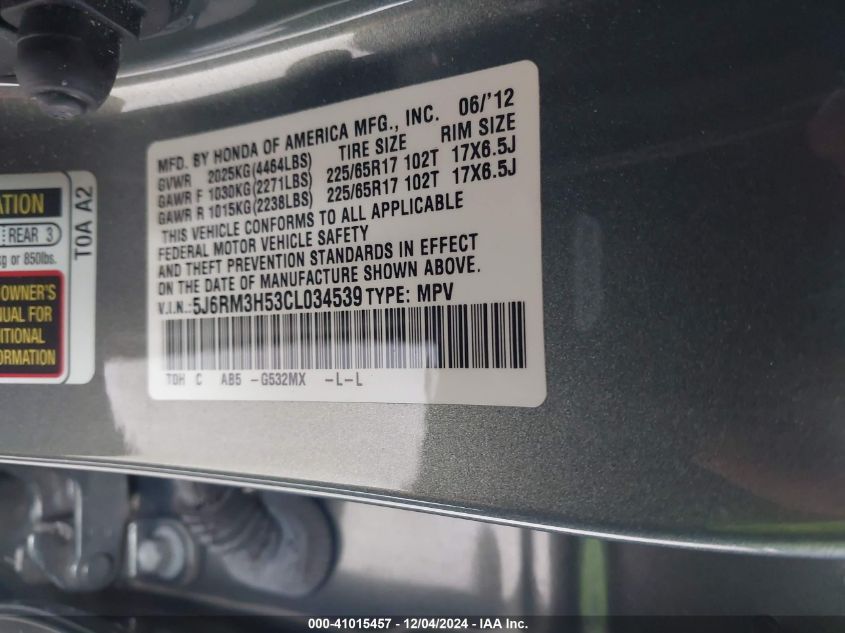 MFD. BY HONDA OF AMERICA MFG., INC. 06/'12
GVWR 2025KG(4464LBS) TIRE SIZE RIM SIZE
GAWR F 1030KG(2271LBS) 225/65R17 102T 17X6.5J
GAWR R 1015KG(2238LBS) 225/65R17 102T 17X6.5J
THIS VEHICLE CONFORMS TO ALL APPLICABLE
FEDERAL MOTOR VEHICLE SAFETY
AND THEFT PREVENTION STANDARDS IN EFFECT
ON THE DATE OF MANUFACTURE SHOWN ABOVE.
V.I.N.:5J6RM3H53CL034539 TYPE: MPV
T0H C AB5 -G532MX -L-L
REAR 3
or 850lbs.
OWNER'S
FOR
T0A A2
000-41015457 - 12/04/2024 - IAA Inc.